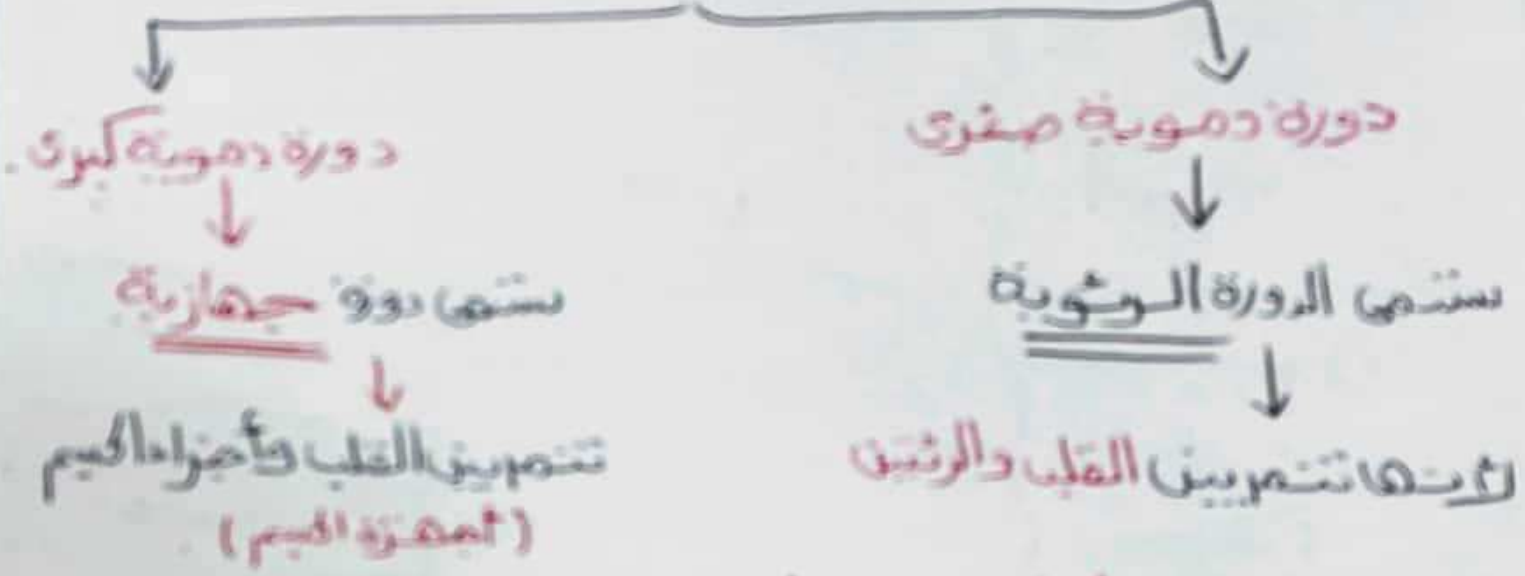 دورة دموية صغرى
تسمى الدورة الرئوية
لأنها تتم بين القلب والرئتين
دورة دموية كبرى
تسمى دورة جهازية
تتم بين القلب وأجزاء الجسم
(أجهزة الجسم)